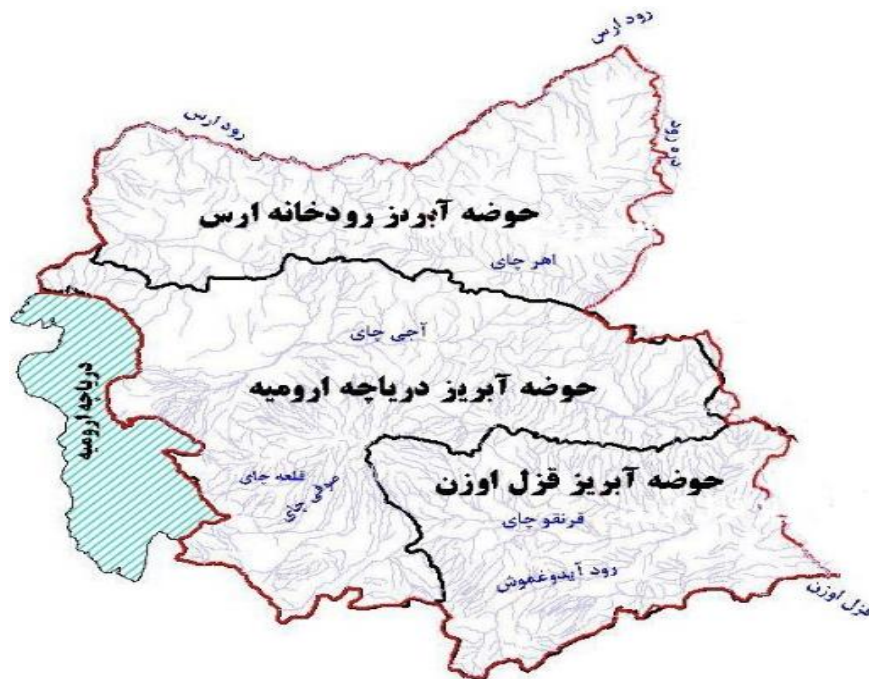 رود ارس
رود ارس
حوضه آبریز رودخانه ارس
اهر چای
آجی چای
حوضه آبریز دریاچه ارومیه
دریاچه ارومیه
قلعه چای
صوفی چای
حوضه آبریز قزل اوزن
قرنقو چای
رود آیدوغموش
قزل اوزن